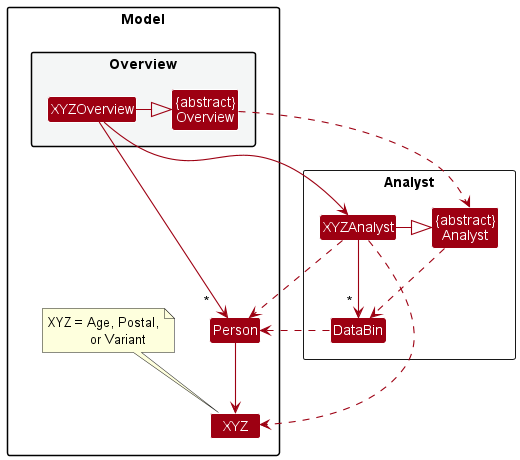 Model
Overview
XYZOverview
{abstract}
Overview
Analyst
XYZAnalyst
{abstract}
Analyst
*
*
XYZ = Age, Postal,
or Variant
Person
DataBin
XYZ